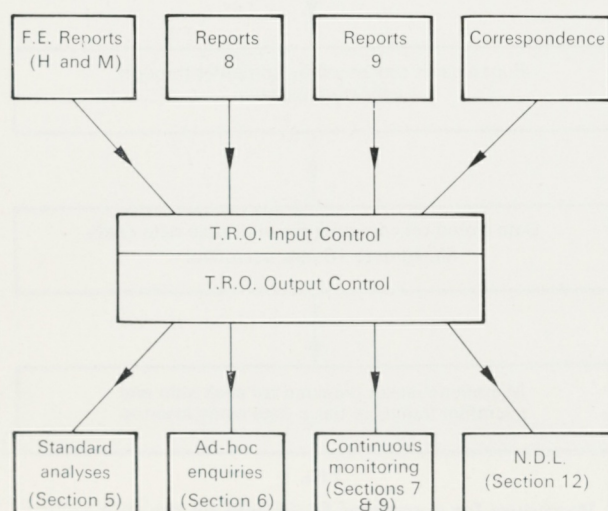 F.E. Reports
(H and M)
Reports
8
Reports
9
Correspondence
T.R.O. Input Control
T.R.O. Output Control
Standard
analyses
(Section 5)
Ad-hoc
enquiries
(Section 6)
Continuous
monitoring
(Sections 7
& 9)
N.D.L.
(Section 12)